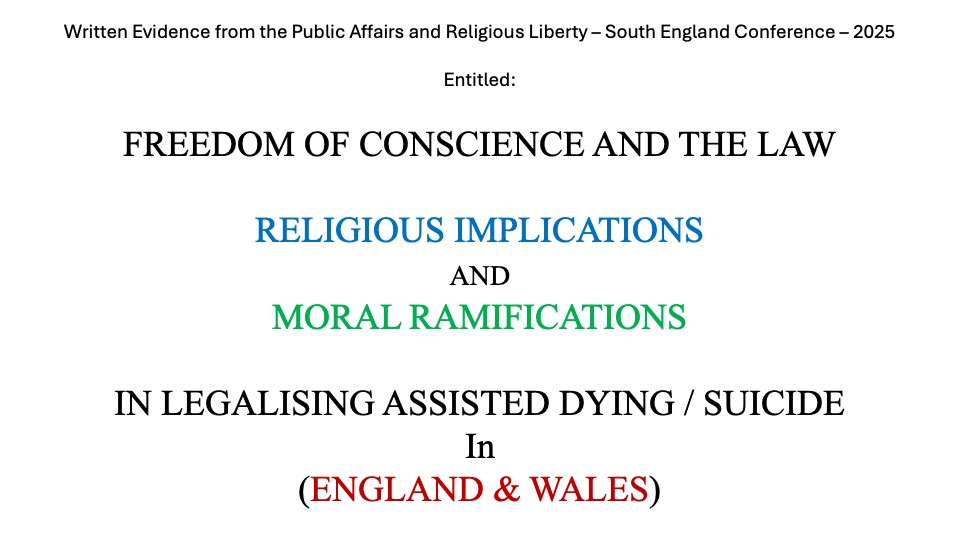 Written Evidence from the Public Affairs and Religious Liberty – South England Conference – 2025
Entitled:
FREEDOM OF CONSCIENCE AND THE LAW
RELIGIOUS IMPLICATIONS
AND
MORAL RAMIFICATIONS
IN LEGALISING ASSISTED DYING / SUICIDE
In
(ENGLAND & WALES)